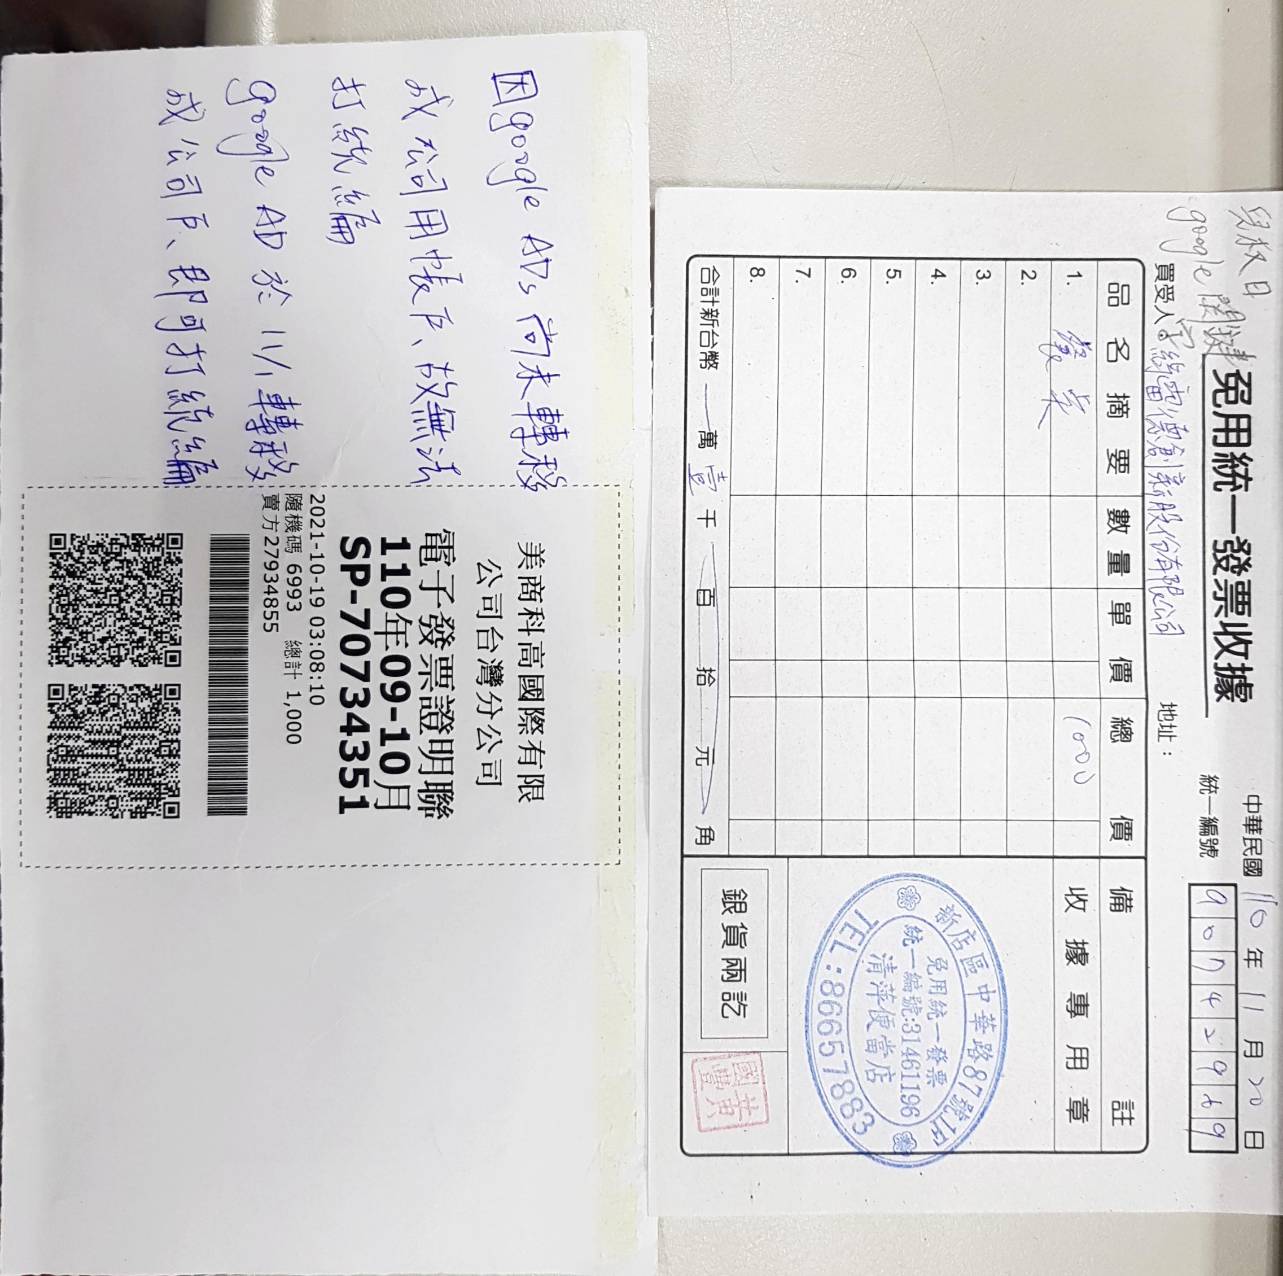 因google ADs 尚未轉移
成公司用帳戶、故無法
打統編
google AD 於 11/1 轉移
成公司戶、即可打統編
美商科高國際有限
公司台灣分公司
電子發票證明聯
110年09-10月
SP-70734351
2021-10-19 03:08:10
隨機碼 6993 總計 1,000
賣方27934855
google 關鍵
免用統一發票收據
中華民國 110 年 11 月 20 日
統一編號 90742969
買受人: 創新股份有限公司
地址：
品名摘要 數量 單價 總價 備註
1. 餐 1000 收據專用章
2.
3.
4.
5.
6.
7.
8.
合計新台幣 萬 壹 千 百 拾 元 角
新店區中華路87號1F
免用統一發票
統一編號:31461196
清萍便當店
TEL:86657883
銀貨兩訖